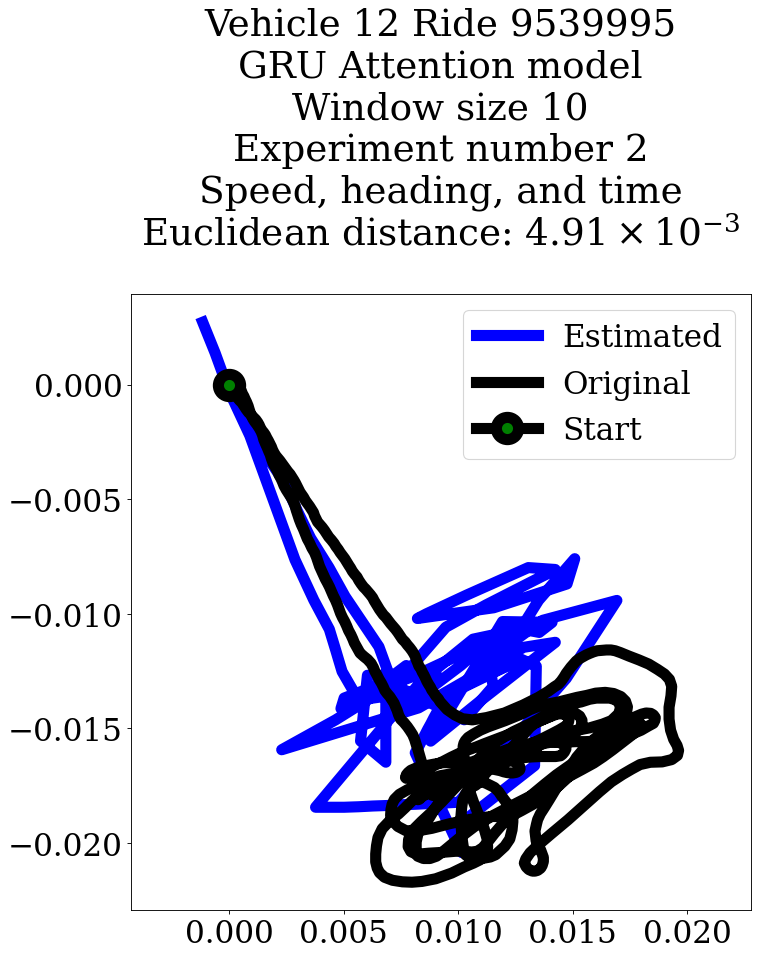 Vehicle 12 Ride 9539995
GRU Attention model
Window size 10
Experiment number 2
Speed, heading, and time
Euclidean distance: 4.91 × 10⁻³
Estimated
Original
Start
0.000
−0.005
−0.010
−0.015
−0.020
0.000 0.005 0.010 0.015 0.020